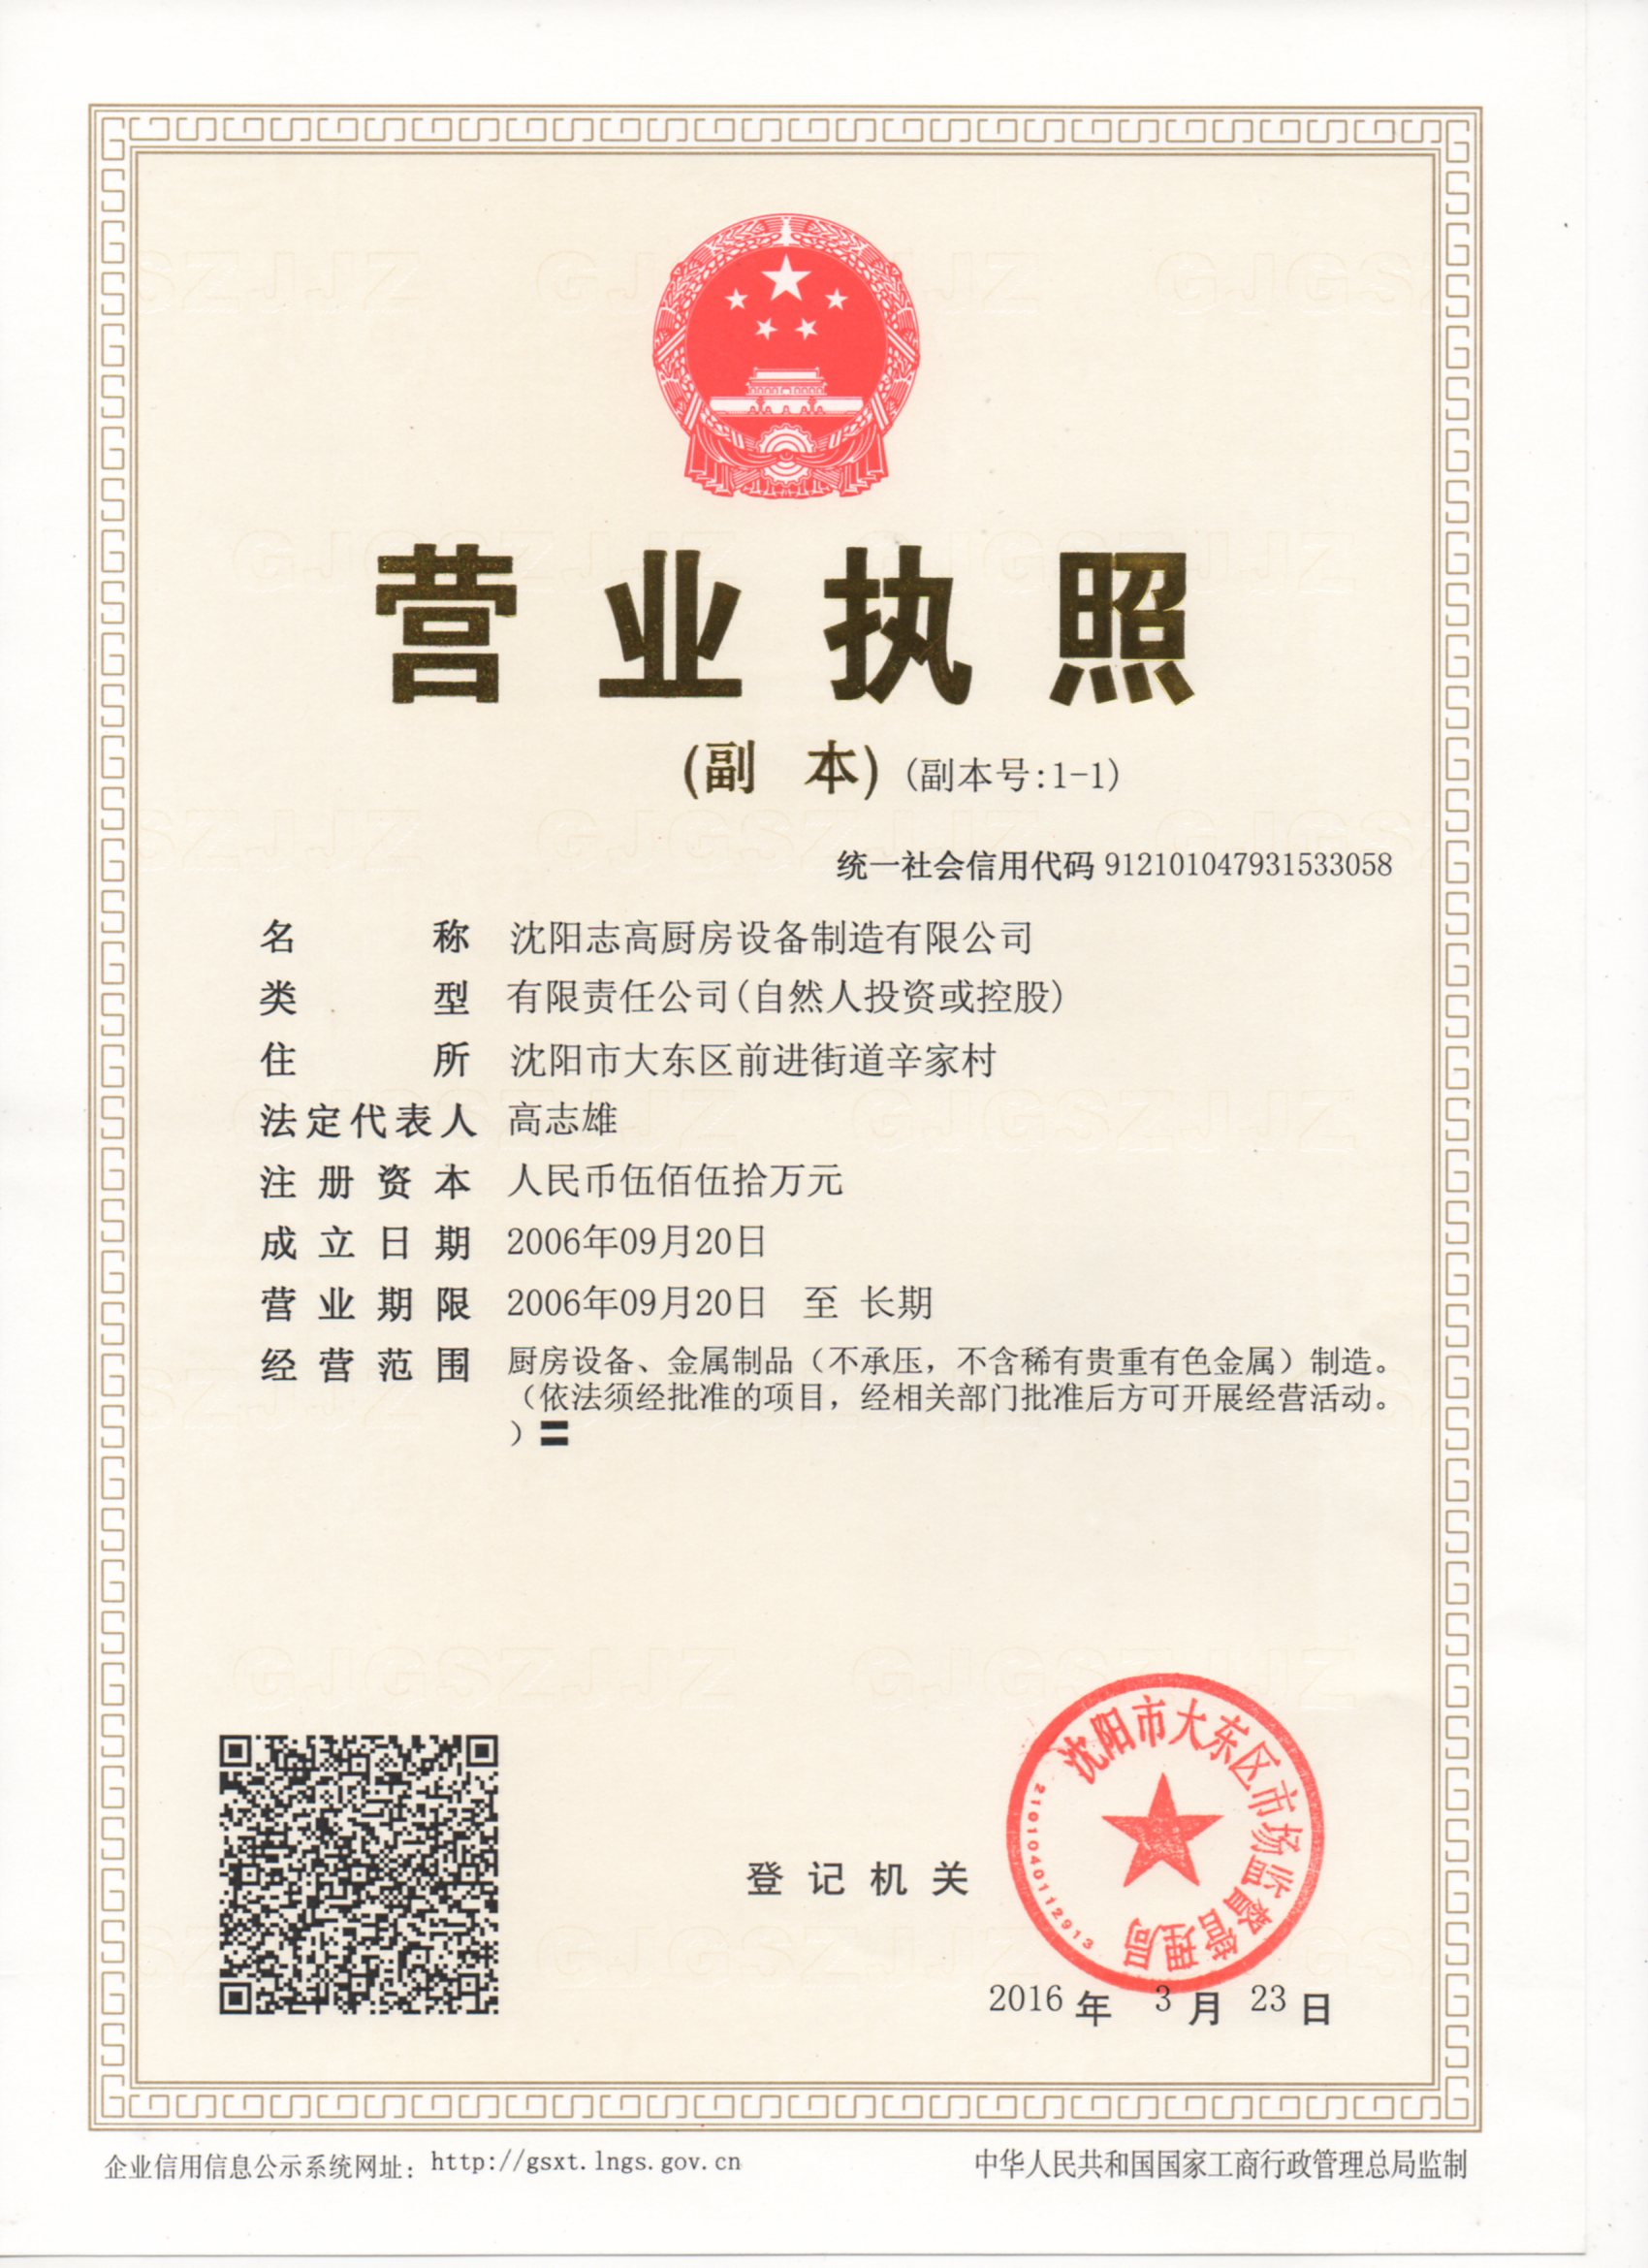 营业执照
(副 本) (副本号:1-1)
统一社会信用代码 912101047931533058
名 称 沈阳志高厨房设备制造有限公司
类 型 有限责任公司(自然人投资或控股)
住 所 沈阳市大东区前进街道辛家村
法定代表人 高志雄
注册资本 人民币伍佰伍拾万元
成立日期 2006年09月20日
营业期限 2006年09月20日 至 长期
经营范围 厨房设备、金属制品（不承压，不含稀有贵重有色金属）制造。
（依法须经批准的项目，经相关部门批准后方可开展经营活动。
）〓
沈阳市大东区市场监督管理局
2101040112913
登记机关
2016 年 3 月 23 日
企业信用信息公示系统网址：http://gsxt.lngs.gov.cn
中华人民共和国国家工商行政管理总局监制